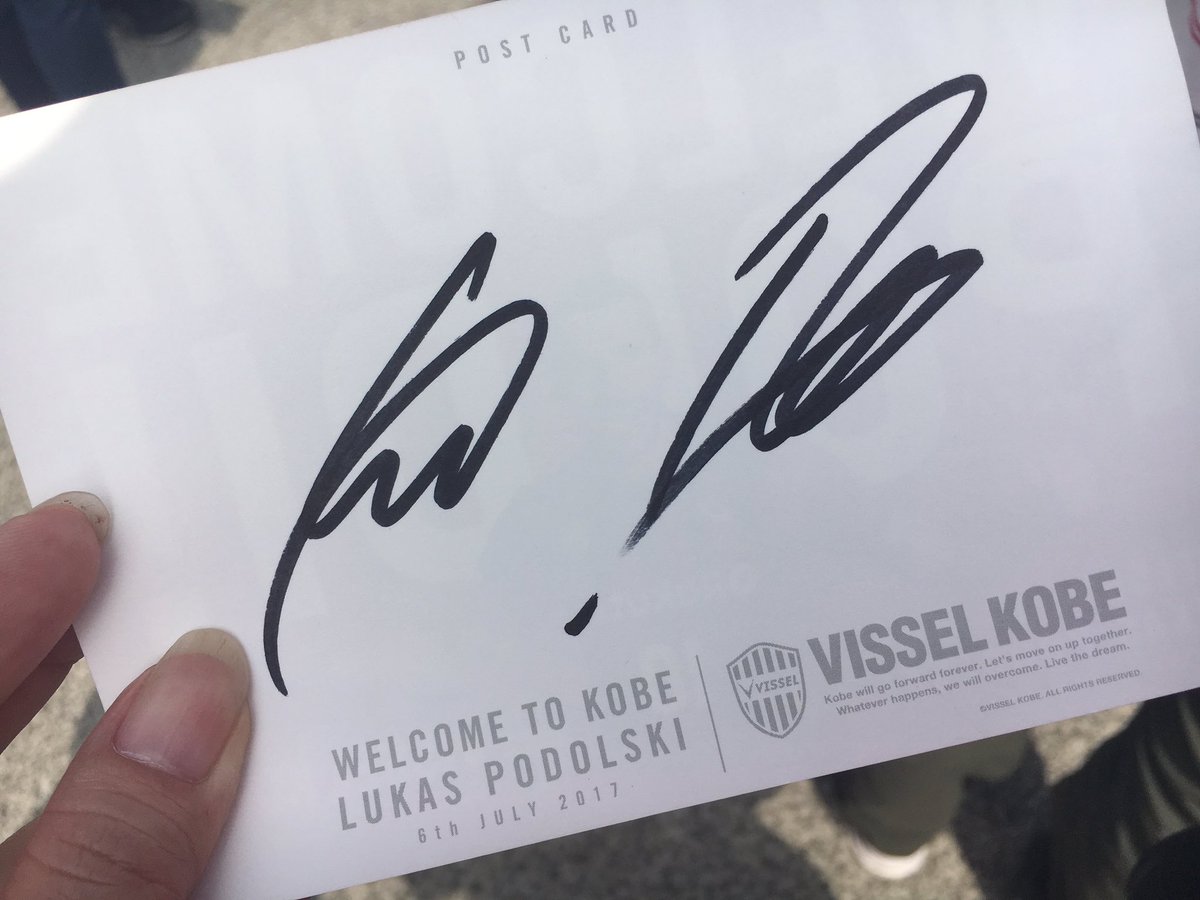 POST CARD
WELCOME TO KOBE
LUKAS PODOLSKI
6th JULY 2017
VISSEL
VISSEL KOBE
Kobe will go forward forever. Let's move on up together.
Whatever happens, we will overcome. Live the dream.
©VISSEL KOBE. ALL RIGHTS RESERVED